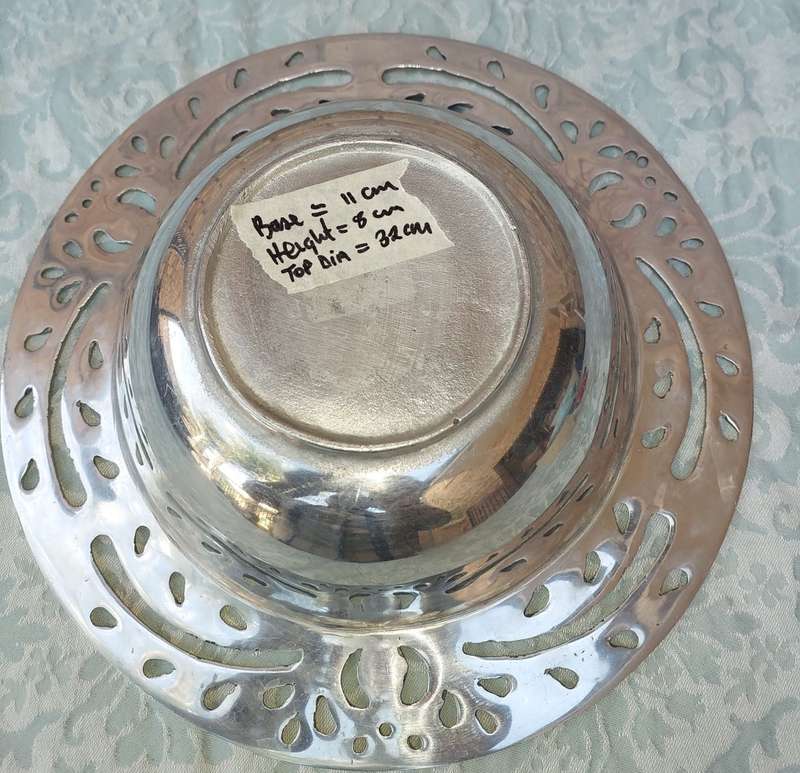 Base = 11 cm
Height = 8 cm
Top Dia = 32 cm